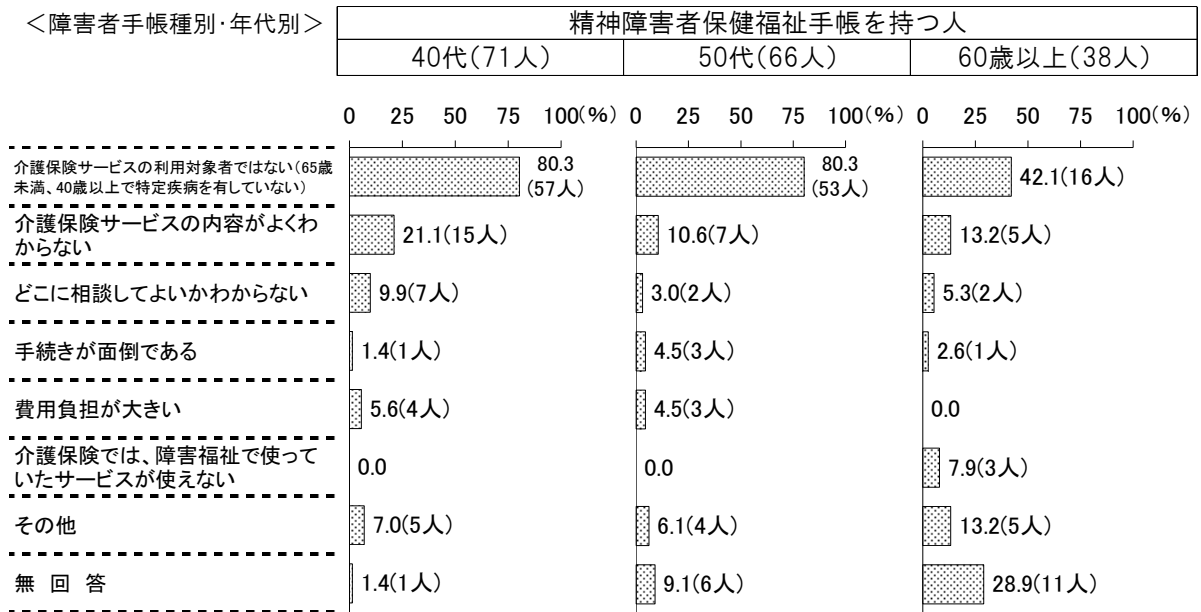 ＜障害者手帳種別・年代別＞
精神障害者保健福祉手帳を持つ人
40代(71人) 50代(66人) 60歳以上(38人)
0 25 50 75 100(%) 0 25 50 75 100(%) 0 25 50 75 100(%)
介護保険サービスの利用対象者ではない(65歳
未満、40歳以上で特定疾病を有していない)
80.3
(57人)
80.3
(53人)
42.1(16人)
介護保険サービスの内容がよくわ
からない
21.1(15人) 10.6(7人) 13.2(5人)
どこに相談してよいかわからない 9.9(7人) 3.0(2人) 5.3(2人)
手続きが面倒である 1.4(1人) 4.5(3人) 2.6(1人)
費用負担が大きい 5.6(4人) 4.5(3人) 0.0
介護保険では、障害福祉で使って
いたサービスが使えない
0.0 0.0 7.9(3人)
その他 7.0(5人) 6.1(4人) 13.2(5人)
無 回 答 1.4(1人) 9.1(6人) 28.9(11人)